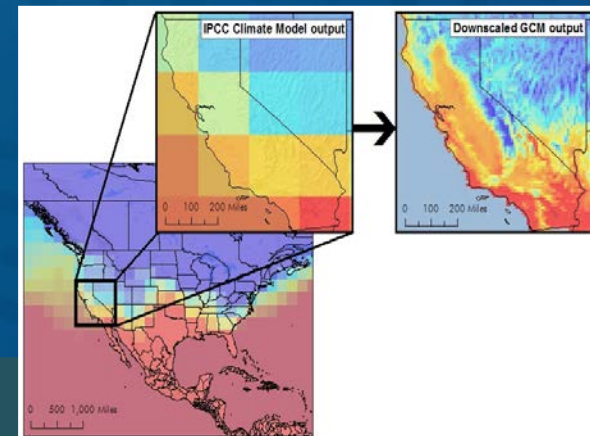 IPCC Climate Model output
Downscaled GCM output
0 100 200 Miles
0 100 200 Miles
0 500 1,000 Miles